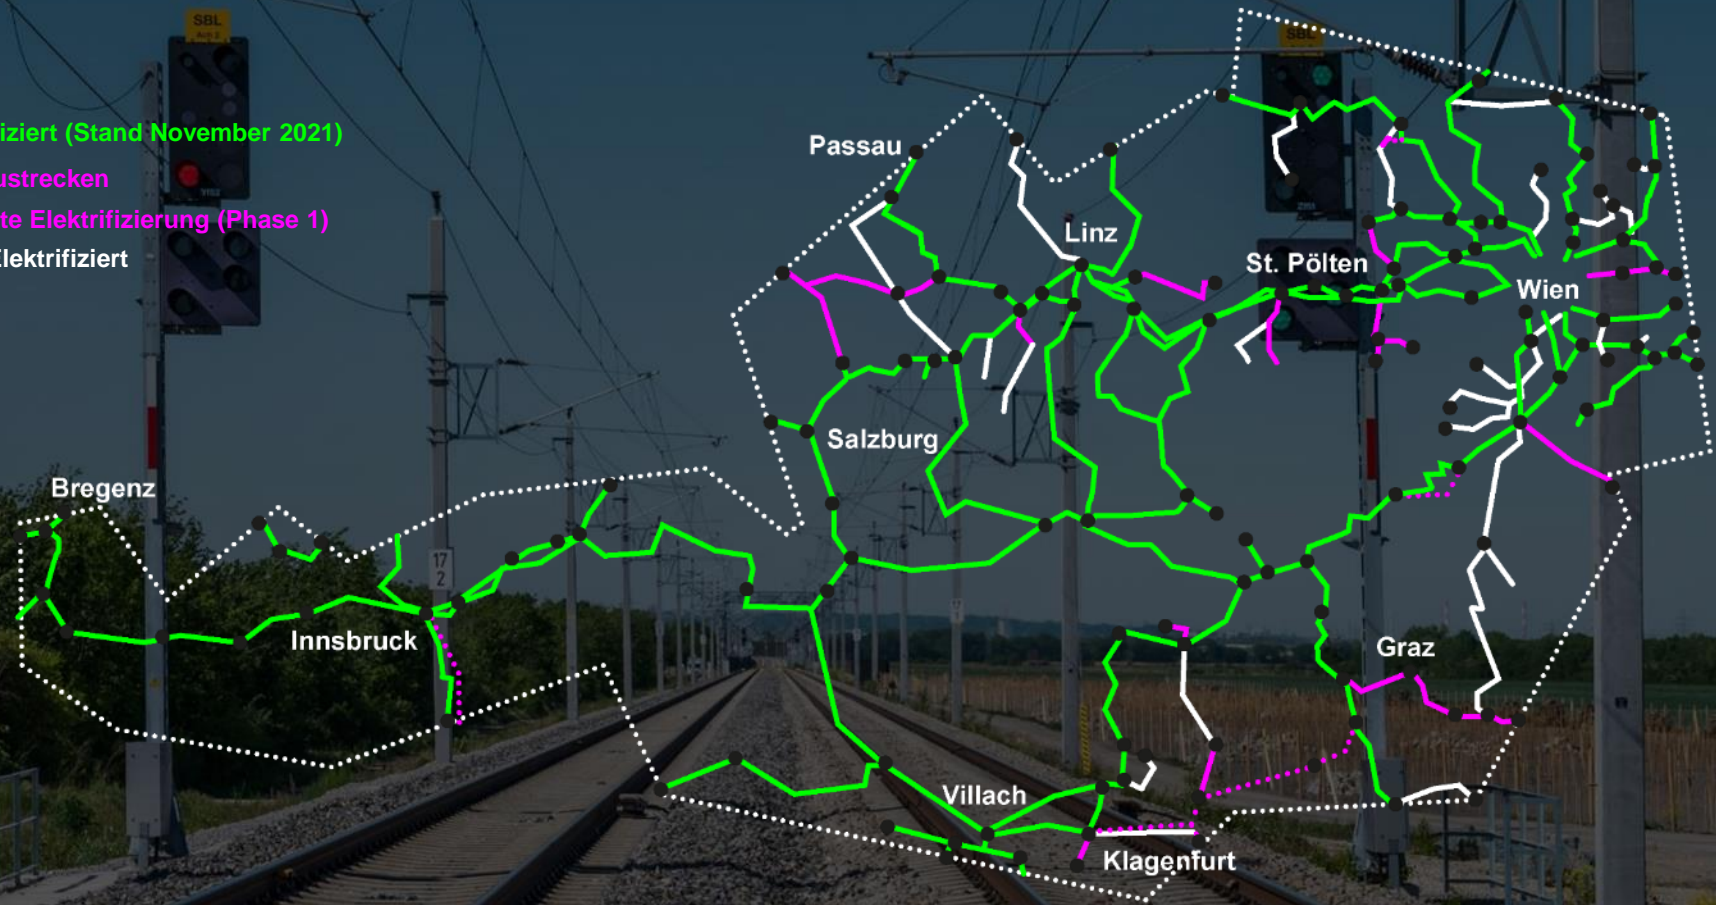 SBL
SBL
fiziert (Stand November 2021)
ustrecken
te Elektrifizierung (Phase 1)
Elektrifiziert
Passau
Linz
St. Pölten
Wien
Salzburg
Bregenz
17
2
Innsbruck
Graz
Villach
Klagenfurt